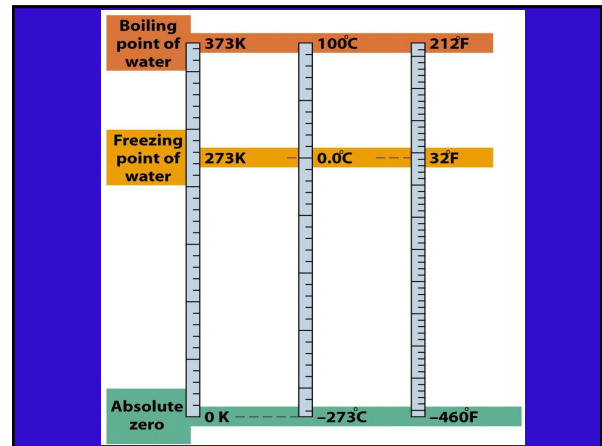 Boiling
point of
water
373K 100°C 212°F
Freezing
point of
water
273K 0.0°C 32°F
Absolute
zero
0 K –273°C –460°F